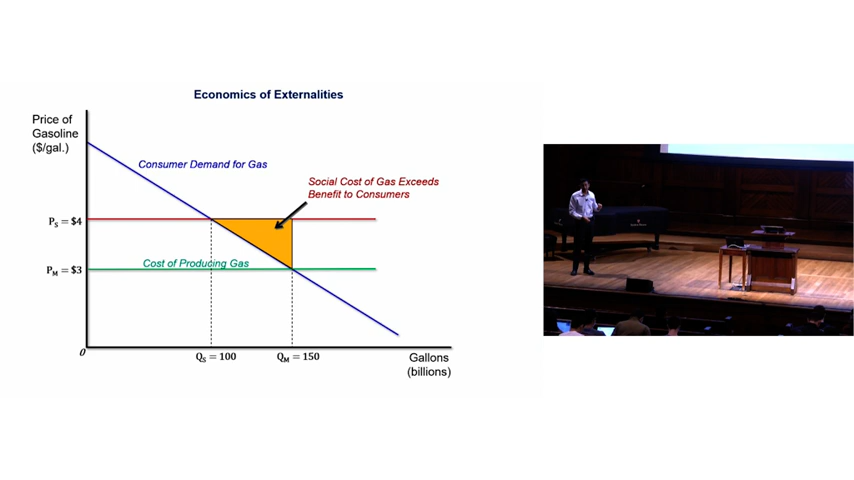 Economics of Externalities
Price of
Gasoline
($/gal.)
Consumer Demand for Gas
Social Cost of Gas Exceeds
Benefit to Consumers
P_S = $4
Cost of Producing Gas
P_M = $3
0
Q_S = 100
Q_M = 150
Gallons
(billions)